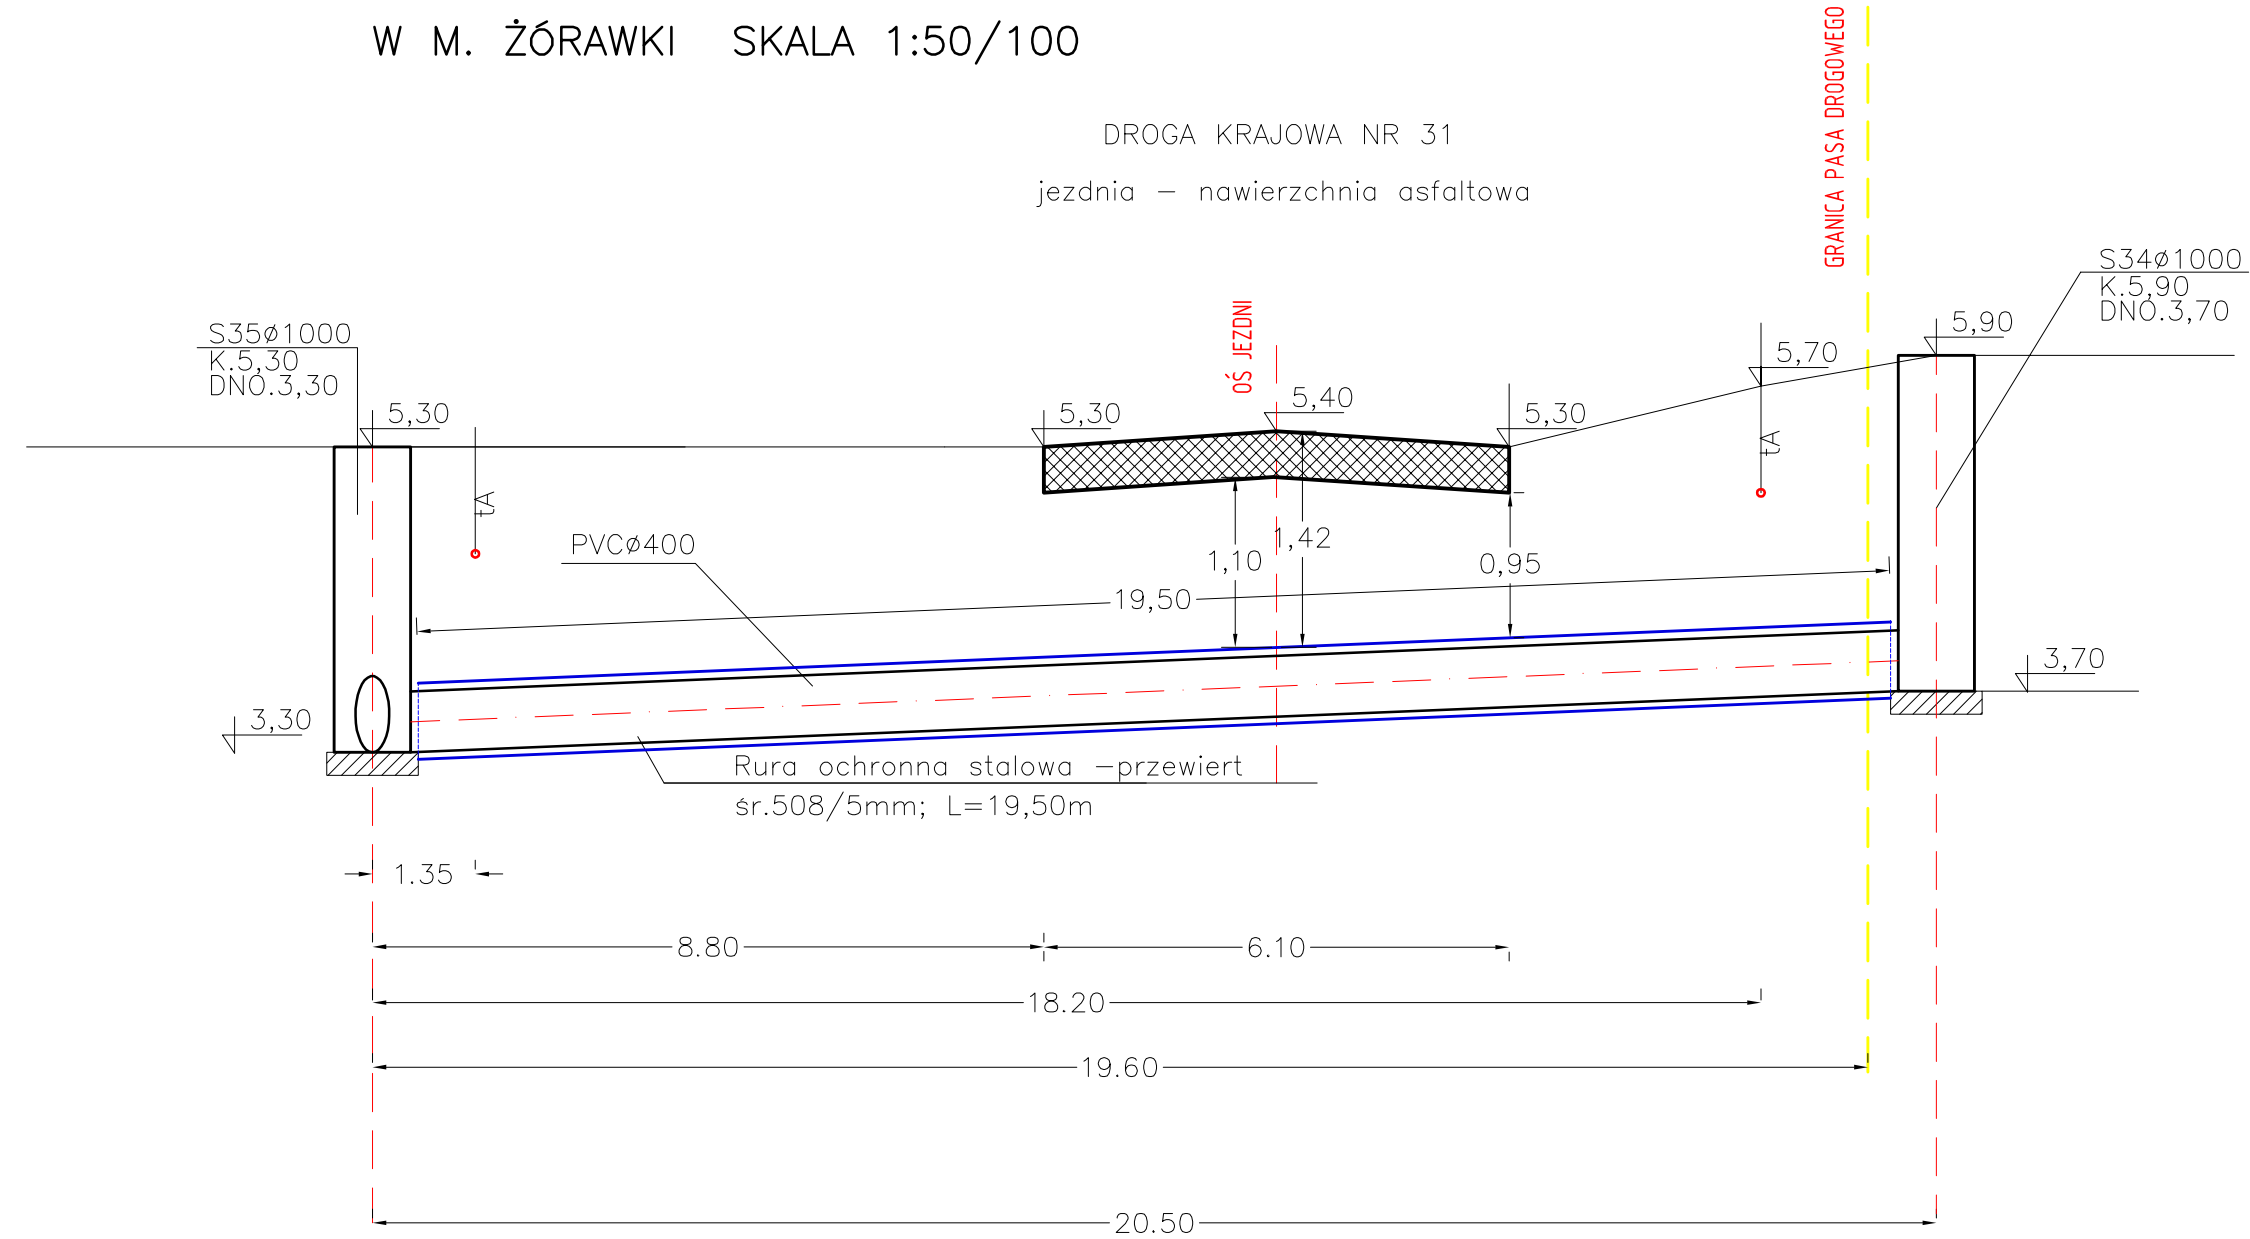 W M. ŻÓRAWKI SKALA 1:50/100
GRANICA PASA DROGOWEGO
DROGA KRAJOWA NR 31
jezdnia – nawierzchnia asfaltowa
OŚ JEZDNI
S34ø1000
K.5,90
DNO.3,70
5,90
5,70
S35ø1000
K.5,30
DNO.3,30
5,30
5,30
5,40
5,30
tA
tA
PVCø400
1,10
1,42
0,95
19,50
3,70
3,30
Rura ochronna stalowa –przewiert
śr.508/5mm; L=19,50m
1.35
8.80
6.10
18.20
19.60
20.50